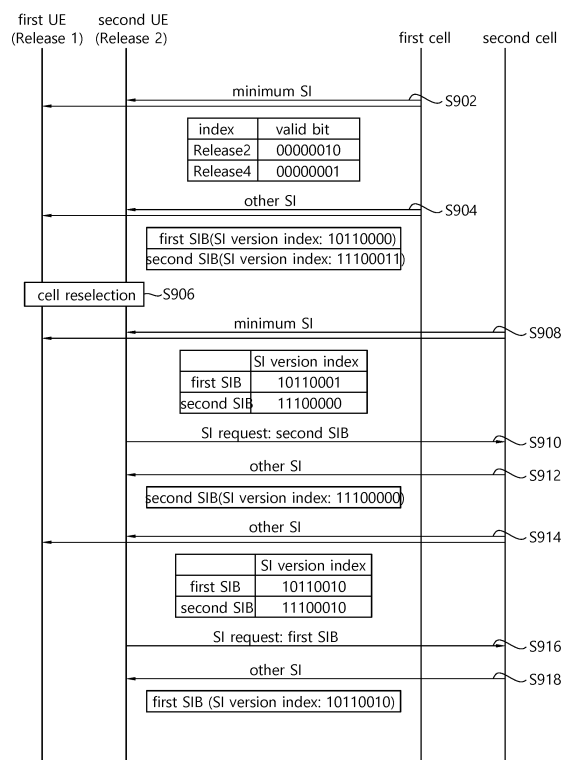 first UE second UE
(Release 1) (Release 2) first cell second cell
minimum SI
S902
index valid bit
Release2 00000010
Release4 00000001
other SI
S904
first SIB(SI version index: 10110000)
second SIB(SI version index: 11100011)
cell reselection S906
minimum SI
S908
SI version index
first SIB 10110001
second SIB 11100000
SI request: second SIB
S910
other SI
S912
second SIB(SI version index: 11100000)
other SI
S914
SI version index
first SIB 10110010
second SIB 11100010
SI request: first SIB
S916
other SI
S918
first SIB (SI version index: 10110010)